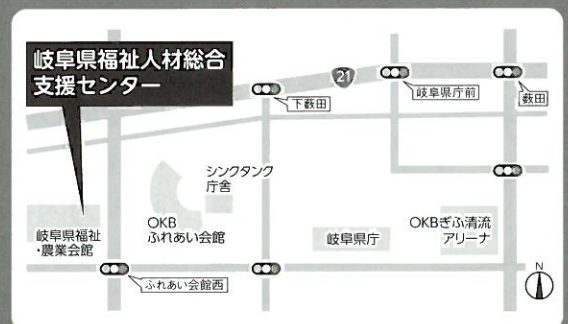 岐阜県福祉人材総合
支援センター
21
下藪田
岐阜県庁前
藪田
シンクタンク
庁舎
OKB
ふれあい会館
岐阜県福祉
・農業会館
岐阜県庁
OKBぎふ清流
アリーナ
ふれあい会館西
N